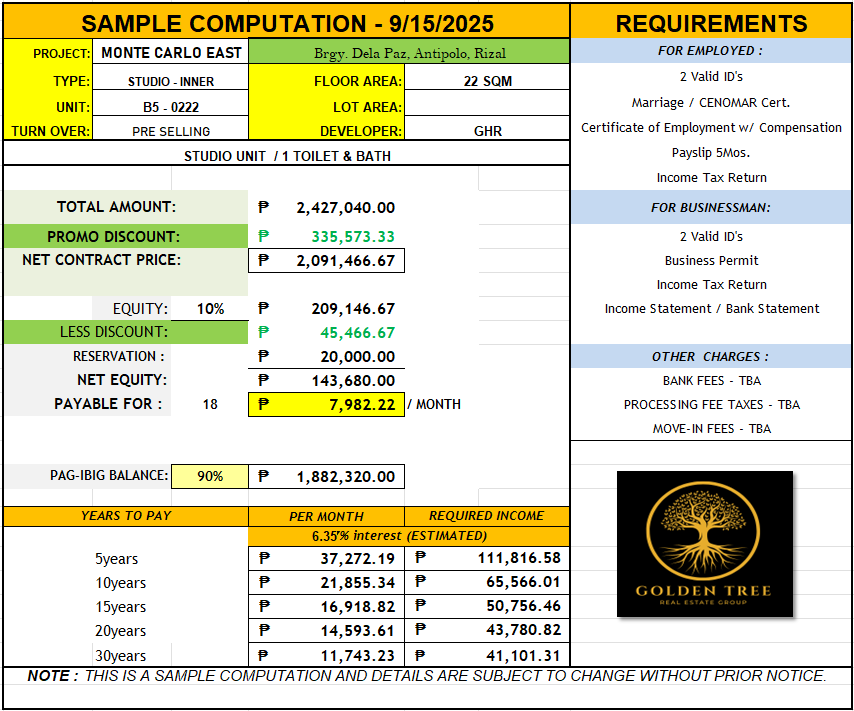 SAMPLE COMPUTATION - 9/15/2025
PROJECT: MONTE CARLO EAST Brgy. Dela Paz, Antipolo, Rizal
TYPE: STUDIO - INNER FLOOR AREA: 22 SQM
UNIT: B5 - 0222 LOT AREA:
TURN OVER: PRE SELLING DEVELOPER: GHR
STUDIO UNIT / 1 TOILET & BATH
TOTAL AMOUNT: ₱ 2,427,040.00
PROMO DISCOUNT: ₱ 335,573.33
NET CONTRACT PRICE: ₱ 2,091,466.67
EQUITY: 10% ₱ 209,146.67
LESS DISCOUNT: ₱ 45,466.67
RESERVATION : ₱ 20,000.00
NET EQUITY: ₱ 143,680.00
PAYABLE FOR : 18 ₱ 7,982.22 / MONTH
PAG-IBIG BALANCE: 90% ₱ 1,882,320.00
YEARS TO PAY PER MONTH REQUIRED INCOME
6.35'% interest (ESTIMATED)
5years ₱ 37,272.19 ₱ 111,816.58
10years ₱ 21,855.34 ₱ 65,566.01
15years ₱ 16,918.82 ₱ 50,756.46
20years ₱ 14,593.61 ₱ 43,780.82
30years ₱ 11,743.23 ₱ 41,101.31
REQUIREMENTS
FOR EMPLOYED :
2 Valid ID's
Marriage / CENOMAR Cert.
Certificate of Employment w/ Compensation
Payslip 5Mos.
Income Tax Return
FOR BUSINESSMAN:
2 Valid ID's
Business Permit
Income Tax Return
Income Statement / Bank Statement
OTHER CHARGES :
BANK FEES - TBA
PROCESSING FEE TAXES - TBA
MOVE-IN FEES - TBA
GOLDEN TREE
REAL ESTATE GROUP
NOTE : THIS IS A SAMPLE COMPUTATION AND DETAILS ARE SUBJECT TO CHANGE WITHOUT PRIOR NOTICE.